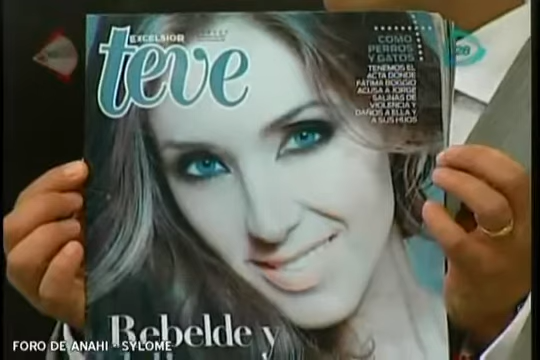 EXCELSIOR
teve
COMO
PERROS
Y GATOS
TENEMOS EL
ACTA DONDE
FÁTIMA BOGGIO
ACUSA A JORGE
SALINAS DE
VIOLENCIA Y
DAÑOS A ELLA Y
A SUS HIJOS
Rebelde y
FORO DE ANAHI - SYLOME